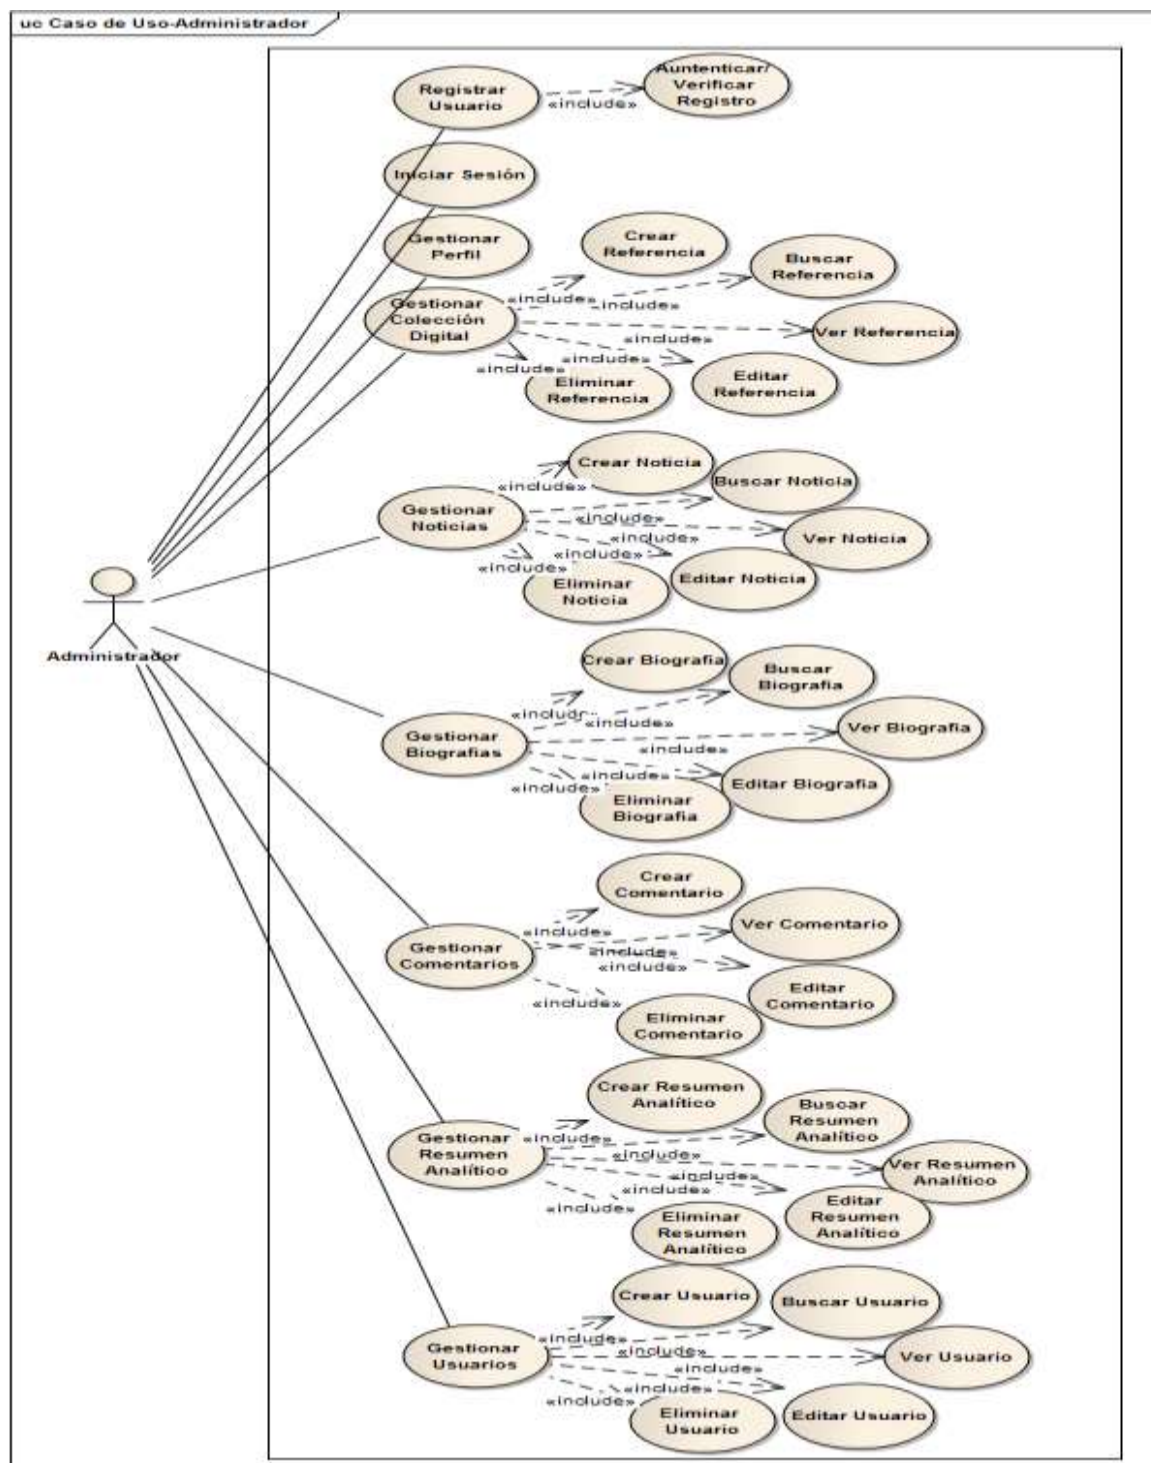 uc Caso de Uso-Administrador
Registrar
Usuario
«include»
Auntenticar/
Verificar
Registro
Iniciar Sesión
Gestionar
Perfil
Crear
Referencia
Buscar
Referencia
Gestionar
Colección
Digital
«include»
«include»
Ver Referencia
«include»
«include»
«include»
Eliminar
Referencia
Editar
Referencia
Crear Noticia
Buscar Noticia
Gestionar
Noticias
«include»
«include»
«include»
«include»
«include»
Ver Noticia
Eliminar
Noticia
Editar Noticia
Administrador
Crear Biografia
Buscar
Biografia
Gestionar
Biografias
«include»
«include»
«include»
«include»
«include»
Ver Biografia
Editar Biografia
Eliminar
Biografia
Crear
Comentario
Ver Comentario
Gestionar
Comentarios
«include»
«include»
«include»
«include»
Editar
Comentario
Eliminar
Comentario
Crear Resumen
Analítico
Buscar
Resumen
Analítico
Gestionar
Resumen
Analítico
«include»
«include»
«include»
«include»
«include»
Ver Resumen
Analítico
Editar
Resumen
Analítico
Eliminar
Resumen
Analítico
Crear Usuario
Buscar Usuario
Gestionar
Usuarios
«include»
«include»
«include»
«include»
«include»
Ver Usuario
Eliminar
Usuario
Editar Usuario